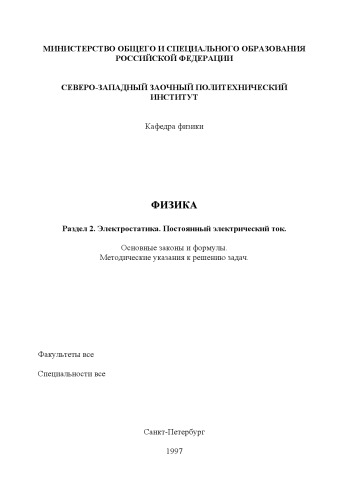 МИНИСТЕРСТВО ОБЩЕГО И СПЕЦИАЛЬНОГО ОБРАЗОВАНИЯ
РОССИЙСКОЙ ФЕДЕРАЦИИ
СЕВЕРО-ЗАПАДНЫЙ ЗАОЧНЫЙ ПОЛИТЕХНИЧЕСКИЙ
ИНСТИТУТ
Кафедра физики
ФИЗИКА
Раздел 2. Электростатика. Постоянный электрический ток.
Основные законы и формулы.
Методические указания к решению задач.
Факультеты все
Специальности все
Санкт-Петербург
1997